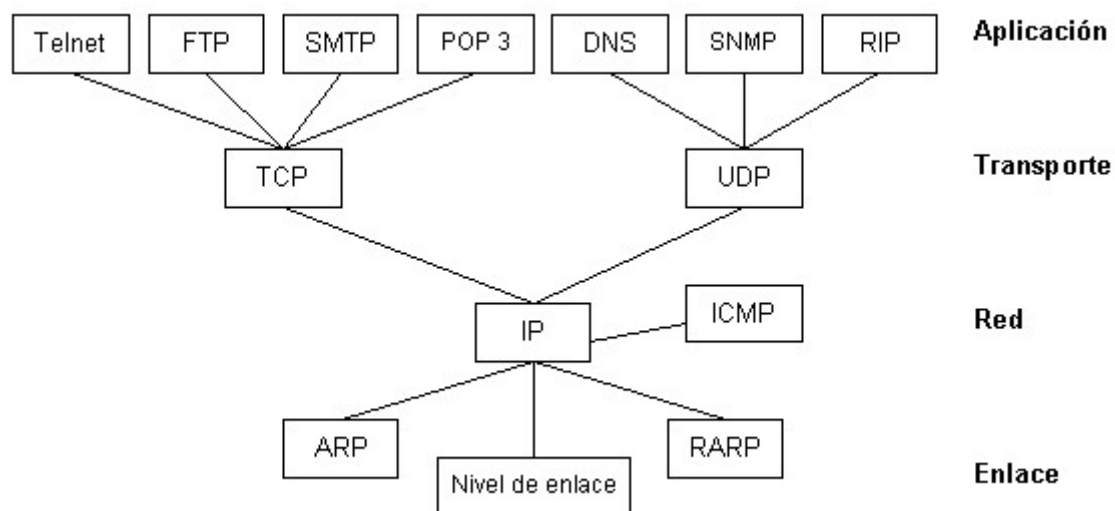 Telnet
FTP
SMTP
POP 3
DNS
SNMP
RIP
Aplicación
TCP
UDP
Transporte
IP
ICMP
Red
ARP
Nivel de enlace
RARP
Enlace